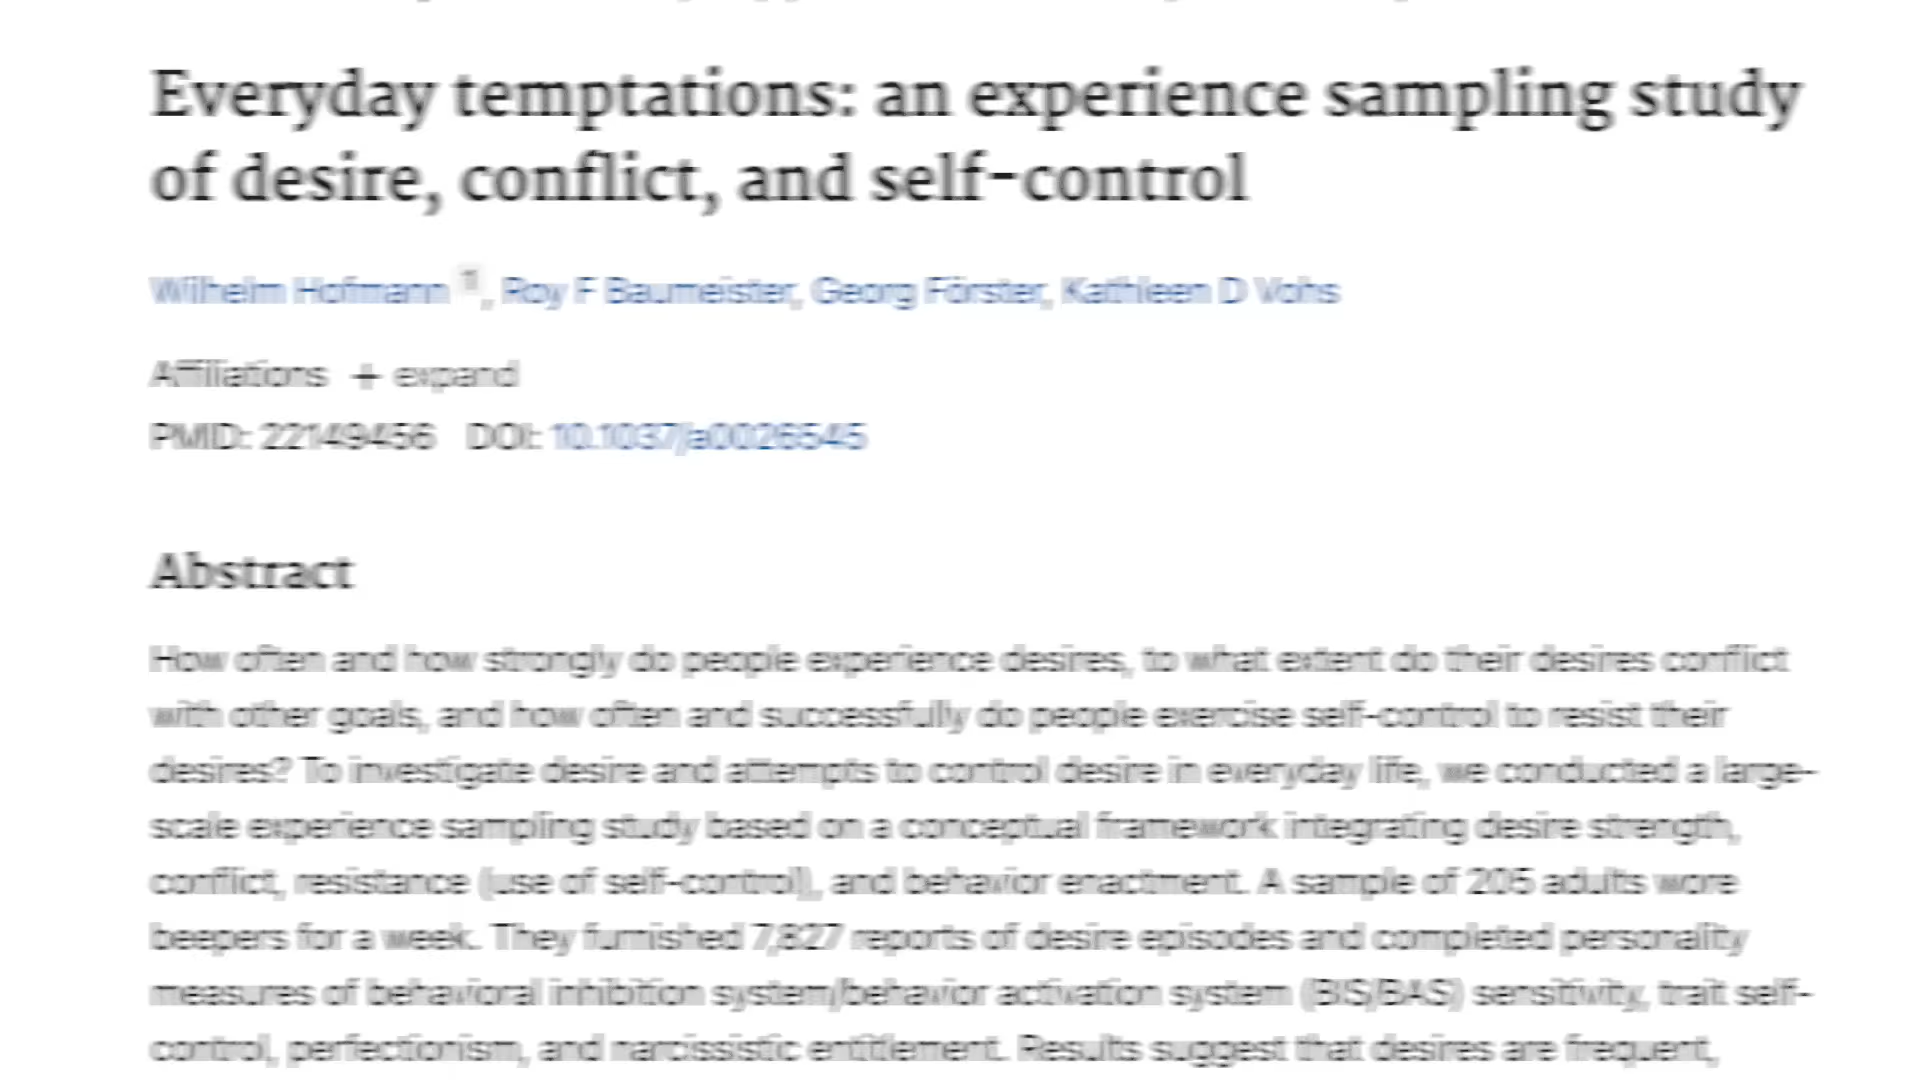 Everyday temptations: an experience sampling study
of desire, conflict, and self-control
Wilhelm Hofmann 1, Roy F Baumeister, Georg Förster, Kathleen D Vohs
Affiliations + expand
PMID: 22149456 DOI: 10.1037/a0026545
Abstract
How often and how strongly do people experience desires, to what extent do their desires conflict
with other goals, and how often and successfully do people exercise self-control to resist their
desires? To investigate desire and attempts to control desire in everyday life, we conducted a large-
scale experience sampling study based on a conceptual framework integrating desire strength,
conflict, resistance (use of self-control), and behavior enactment. A sample of 205 adults wore
beepers for a week. They furnished 7,827 reports of desire episodes and completed personality
measures of behavioral inhibition system/behavior activation system (BIS/BAS) sensitivity, trait self-
control, perfectionism, and narcissistic entitlement. Results suggest that desires are frequent,